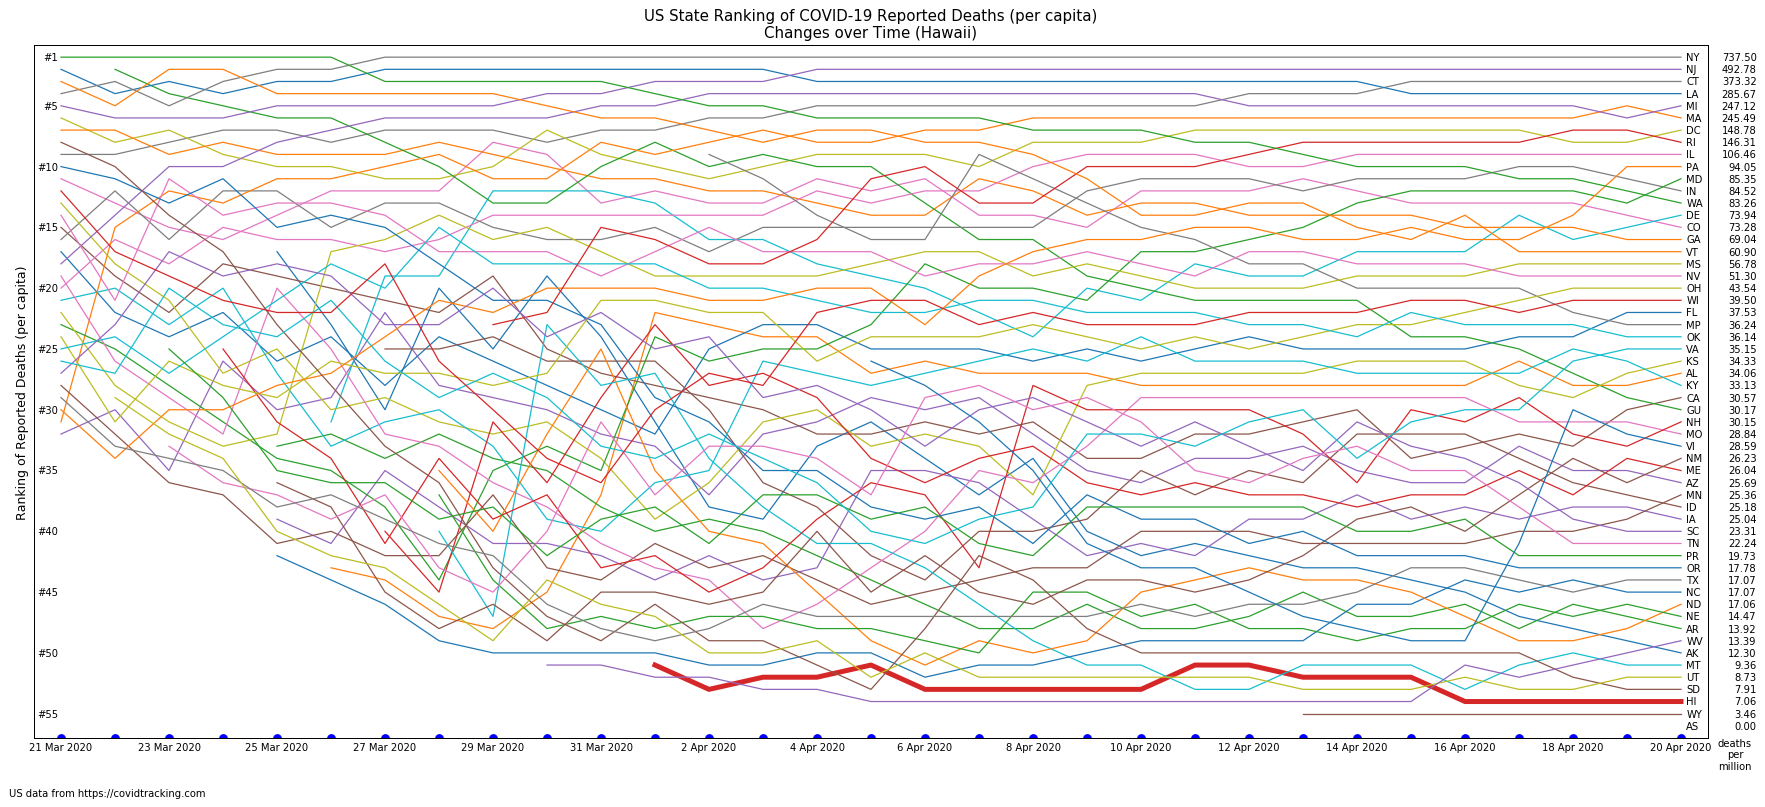 US State Ranking of COVID-19 Reported Deaths (per capita)
Changes over Time (Hawaii)
Ranking of Reported Deaths (per capita)
#1
#5
#10
#15
#20
#25
#30
#35
#40
#45
#50
#55
NY 737.50
NJ 492.78
CT 373.32
LA 285.67
MI 247.12
MA 245.49
DC 148.78
RI 146.31
IL 106.46
PA 94.05
MD 85.35
IN 84.52
WA 83.26
DE 73.94
CO 73.28
GA 69.04
VT 60.90
MS 56.78
NV 51.30
OH 43.54
WI 39.50
FL 37.53
MP 36.24
OK 36.14
VA 35.15
KS 34.33
AL 34.06
KY 33.13
CA 30.57
GU 30.17
NH 30.15
MO 28.84
VI 28.59
NM 26.23
ME 26.04
AZ 25.69
MN 25.36
ID 25.18
IA 25.04
SC 23.31
TN 22.24
PR 19.73
OR 17.78
TX 17.07
NC 17.07
ND 17.06
NE 14.47
AR 13.92
WV 13.39
AK 12.30
MT 9.36
UT 8.73
SD 7.91
HI 7.06
WY 3.46
AS 0.00
21 Mar 2020 23 Mar 2020 25 Mar 2020 27 Mar 2020 29 Mar 2020 31 Mar 2020 2 Apr 2020 4 Apr 2020 6 Apr 2020 8 Apr 2020 10 Apr 2020 12 Apr 2020 14 Apr 2020 16 Apr 2020 18 Apr 2020 20 Apr 2020
deaths
per
million
US data from https://covidtracking.com